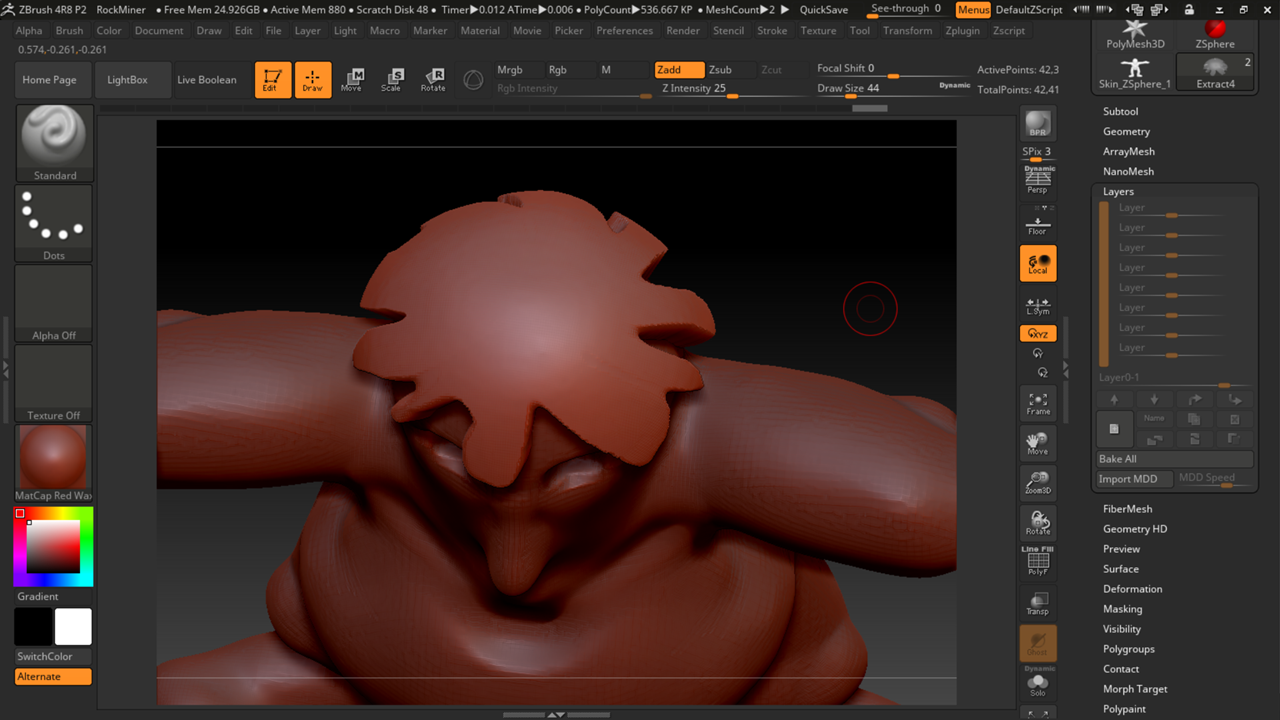 ZBrush 4R8 P2 RockMiner • Free Mem 24.926GB • Active Mem 880 • Scratch Disk 48 • Timer▶0.012 ATime▶0.006 • PolyCount▶536.667 KP • MeshCount▶2 QuickSave See-through 0 Menus DefaultZScript
Alpha Brush Color Document Draw Edit File Layer Light Macro Marker Material Movie Picker Preferences Render Stencil Stroke Texture Tool Transform Zplugin Zscript
0.574,-0.261,-0.261
Home Page LightBox Live Boolean Edit Draw Move Scale Rotate
M S R
Mrgb Rgb M Zadd Zsub Zcut Focal Shift 0 ActivePoints: 42,3
Rgb Intensity Z Intensity 25 Draw Size 44 Dynamic TotalPoints: 42,41
Standard
Dots
Alpha Off
Texture Off
MatCap Red Wax
Gradient
SwitchColor
Alternate
BPR
SPix 3
Dynamic
Persp
Floor
Local
L.Sym
XYZ
Y
Z
Frame
Move
Zoom3D
Rotate
Line Fill
PolyF
Transp
Ghost
Dynamic
Solo
PolyMesh3D ZSphere
2
Skin_ZSphere_1 Extract4
Subtool
Geometry
ArrayMesh
NanoMesh
Layers
Layer
Layer
Layer
Layer
Layer
Layer
Layer
Layer
Layer0-1
Name
Bake All
Import MDD MDD Speed
FiberMesh
Geometry HD
Preview
Surface
Deformation
Masking
Visibility
Polygroups
Contact
Morph Target
Polypaint